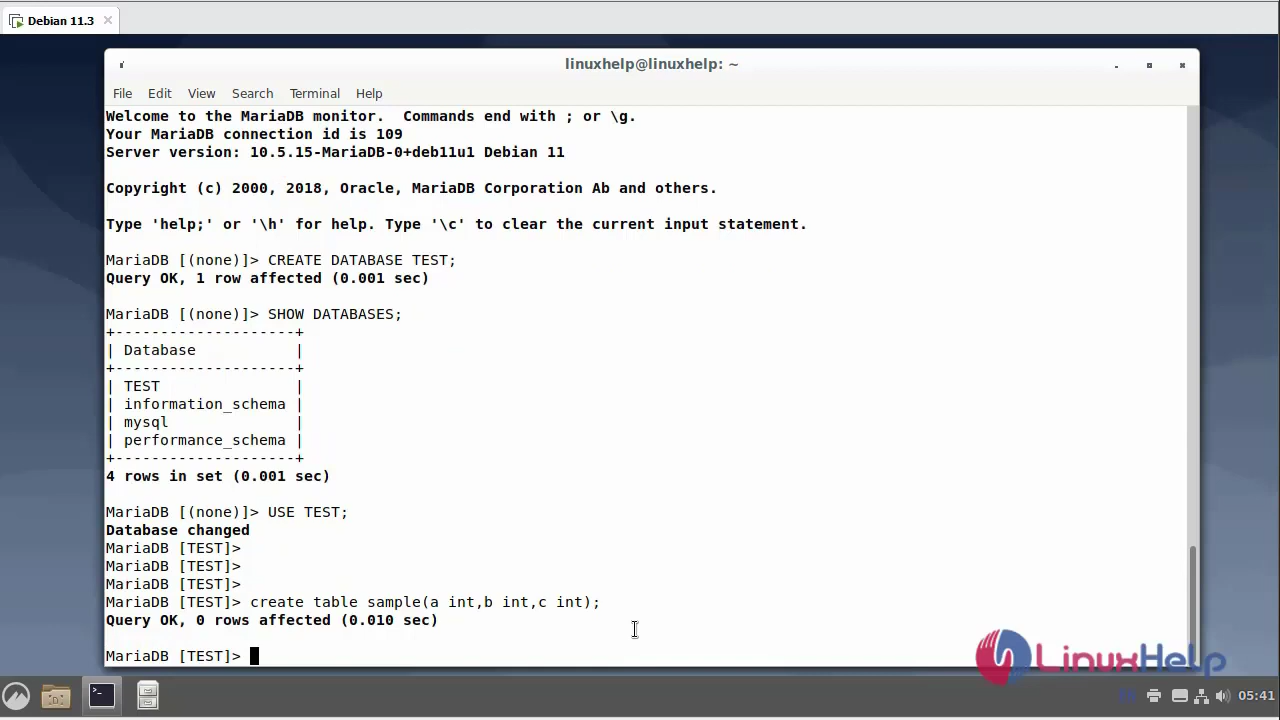 Debian 11.3
linuxhelp@linuxhelp: ~
File Edit View Search Terminal Help
Welcome to the MariaDB monitor.  Commands end with ; or \g.
Your MariaDB connection id is 109
Server version: 10.5.15-MariaDB-0+deb11u1 Debian 11
Copyright (c) 2000, 2018, Oracle, MariaDB Corporation Ab and others.
Type 'help;' or '\h' for help. Type '\c' to clear the current input statement.
MariaDB [(none)]> CREATE DATABASE TEST;
Query OK, 1 row affected (0.001 sec)
MariaDB [(none)]> SHOW DATABASES;
+--------------------+
| Database           |
+--------------------+
| TEST               |
| information_schema |
| mysql              |
| performance_schema |
+--------------------+
4 rows in set (0.001 sec)
MariaDB [(none)]> USE TEST;
Database changed
MariaDB [TEST]>
MariaDB [TEST]>
MariaDB [TEST]>
MariaDB [TEST]> create table sample(a int,b int,c int);
Query OK, 0 rows affected (0.010 sec)
MariaDB [TEST]>
LinuxHelp
05:41